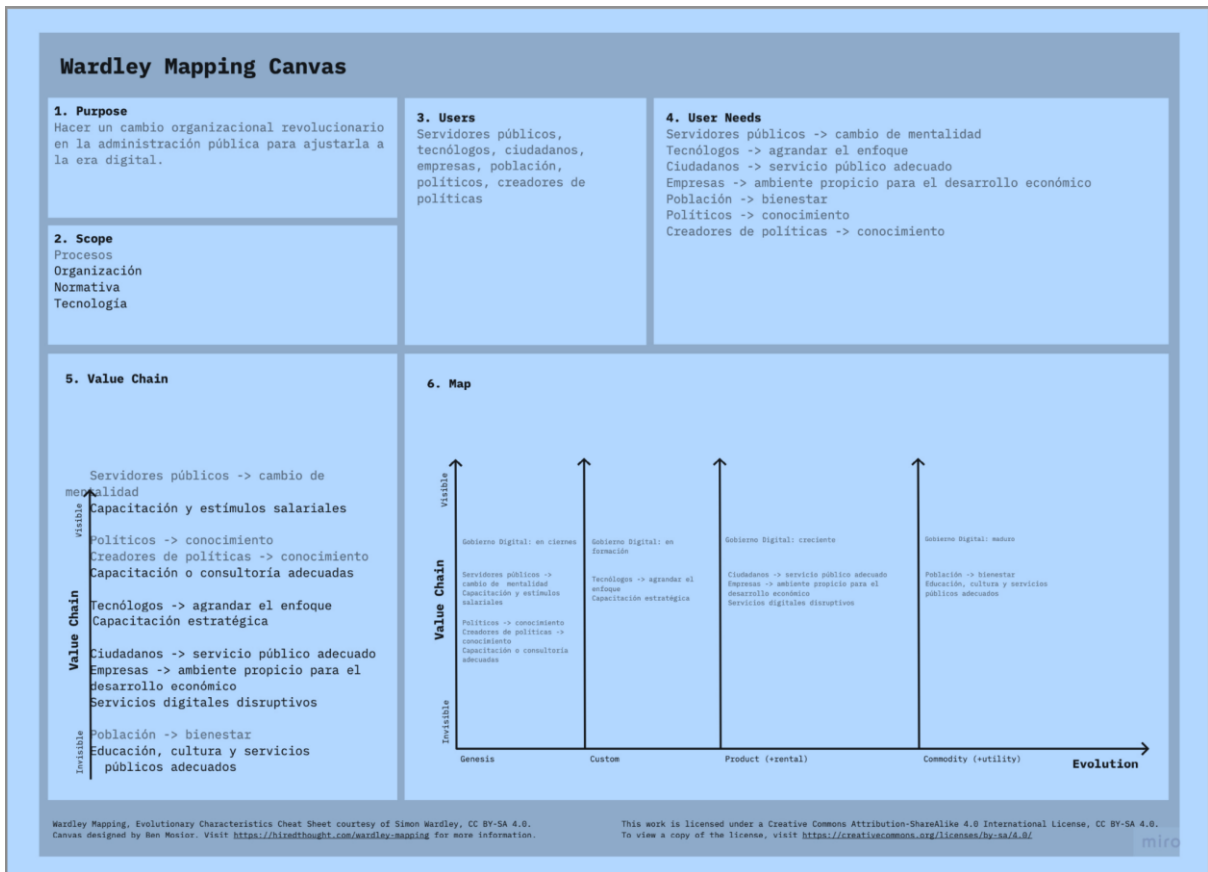 Wardley Mapping Canvas
1. Purpose
Hacer un cambio organizacional revolucionario
en la administración pública para ajustarla a
la era digital.
2. Scope
Procesos
Organización
Normativa
Tecnología
3. Users
Servidores públicos,
tecnólogos, ciudadanos,
empresas, población,
políticos, creadores de
políticas
4. User Needs
Servidores públicos -> cambio de mentalidad
Tecnólogos -> agrandar el enfoque
Ciudadanos -> servicio público adecuado
Empresas -> ambiente propicio para el desarrollo económico
Población -> bienestar
Políticos -> conocimiento
Creadores de políticas -> conocimiento
5. Value Chain
Servidores públicos -> cambio de
mentalidad
Capacitación y estímulos salariales
Políticos -> conocimiento
Creadores de políticas -> conocimiento
Capacitación o consultoría adecuadas
Tecnólogos -> agrandar el enfoque
Capacitación estratégica
Ciudadanos -> servicio público adecuado
Empresas -> ambiente propicio para el
desarrollo económico
Servicios digitales disruptivos
Población -> bienestar
Educación, cultura y servicios
públicos adecuados
Visible
Value Chain
Invisible
6. Map
Visible
Value Chain
Invisible
Gobierno Digital: en ciernes
Servidores públicos ->
cambio de mentalidad
Capacitación y estímulos
salariales
Políticos -> conocimiento
Creadores de políticas ->
conocimiento
Capacitación o consultoría
adecuadas
Gobierno Digital: en
formación
Tecnólogos -> agrandar el
enfoque
Capacitación estratégica
Gobierno Digital: creciente
Ciudadanos -> servicio público adecuado
Empresas -> ambiente propicio para el
desarrollo económico
Servicios digitales disruptivos
Gobierno Digital: maduro
Población -> bienestar
Educación, cultura y servicios
públicos adecuados
Genesis
Custom
Product (+rental)
Commodity (+utility)
Evolution
Wardley Mapping, Evolutionary Characteristics Cheat Sheet courtesy of Simon Wardley, CC BY-SA 4.0.
Canvas designed by Ben Mosior. Visit https://hiredthought.com/wardley-mapping for more information.
This work is licensed under a Creative Commons Attribution-ShareAlike 4.0 International License, CC BY-SA 4.0.
To view a copy of the license, visit https://creativecommons.org/licenses/by-sa/4.0/
miro